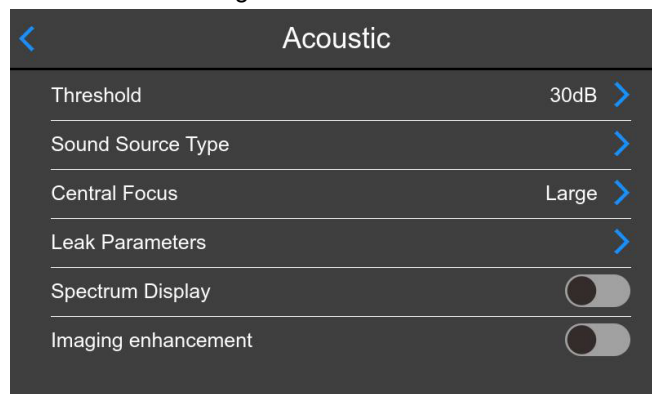 Acoustic
Threshold 30dB
Sound Source Type
Central Focus Large
Leak Parameters
Spectrum Display
Imaging enhancement